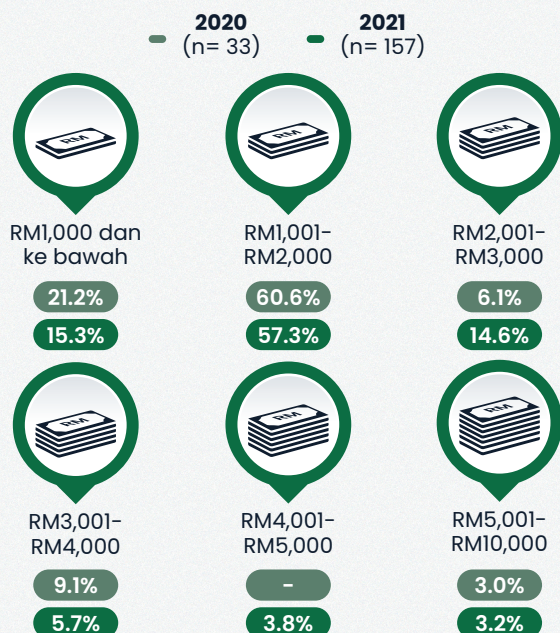 2020
(n= 33)
2021
(n= 157)
RM
RM
RM
RM1,000 dan
ke bawah
RM1,001-
RM2,000
RM2,001-
RM3,000
21.2%
60.6%
6.1%
15.3%
57.3%
14.6%
RM
RM
RM
RM3,001-
RM4,000
RM4,001-
RM5,000
RM5,001-
RM10,000
9.1%
-
3.0%
5.7%
3.8%
3.2%